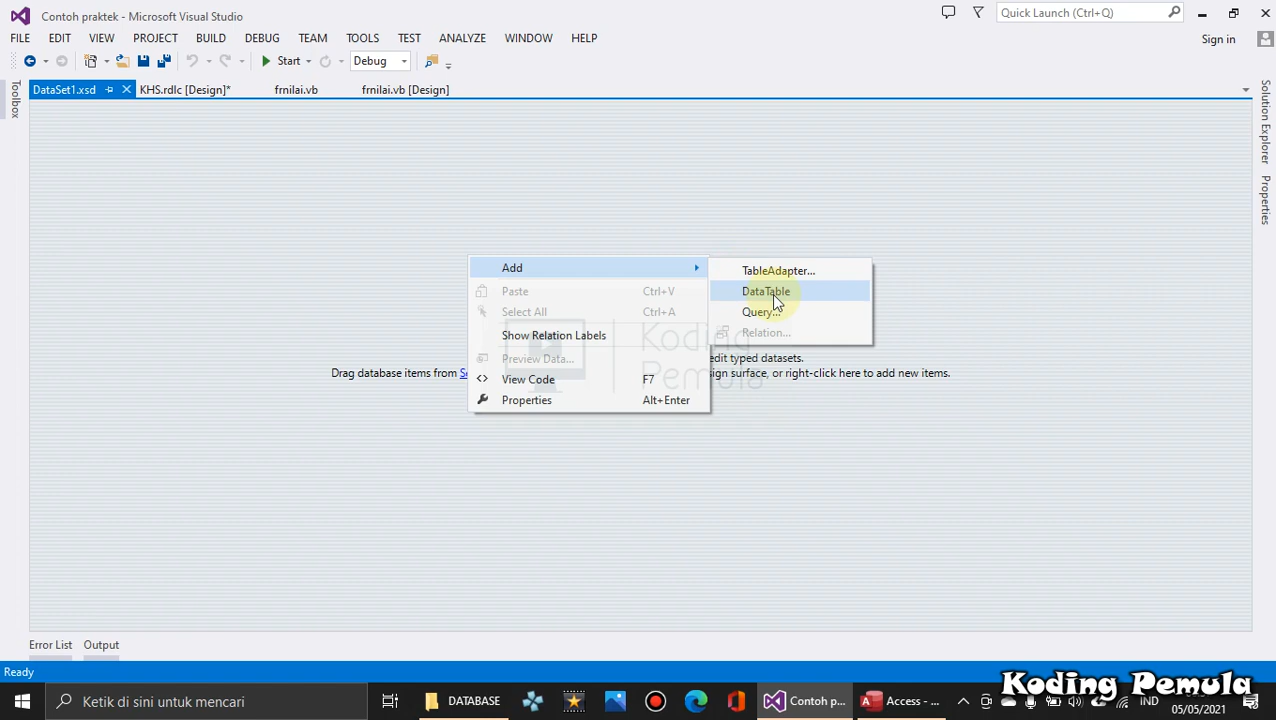 Contoh praktek - Microsoft Visual Studio
Quick Launch (Ctrl+Q)
FILE EDIT VIEW PROJECT BUILD DEBUG TEAM TOOLS TEST ANALYZE WINDOW HELP
Sign in
Start Debug
DataSet1.xsd KHS.rdlc [Design]* frnilai.vb frnilai.vb [Design]
Toolbox
Solution Explorer
Properties
Add
Paste Ctrl+V
Select All Ctrl+A
Show Relation Labels
Preview Data...
View Code F7
Properties Alt+Enter
TableAdapter...
DataTable
Query...
Relation...
Koding
Pemula
edit typed datasets.
Drag database items from
sign surface, or right-click here to add new items.
Error List Output
Ready
Ketik di sini untuk mencari
DATABASE
Contoh p...
Access - ...
IND
05/05/2021
Koding Pemula